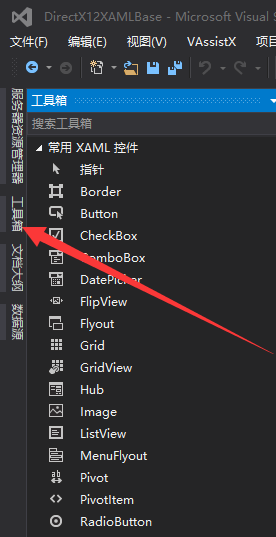 DirectX12XAMLBase - Microsoft Visual S
文件(F)
编辑(E)
视图(V)
VAssistX
项目
服务器资源管理器
工具箱
文档大纲
数据源
工具箱
搜索工具箱
常用 XAML 控件
指针
Border
Button
CheckBox
ComboBox
DatePicker
FlipView
Flyout
Grid
GridView
Hub
Image
ListView
MenuFlyout
Pivot
PivotItem
RadioButton